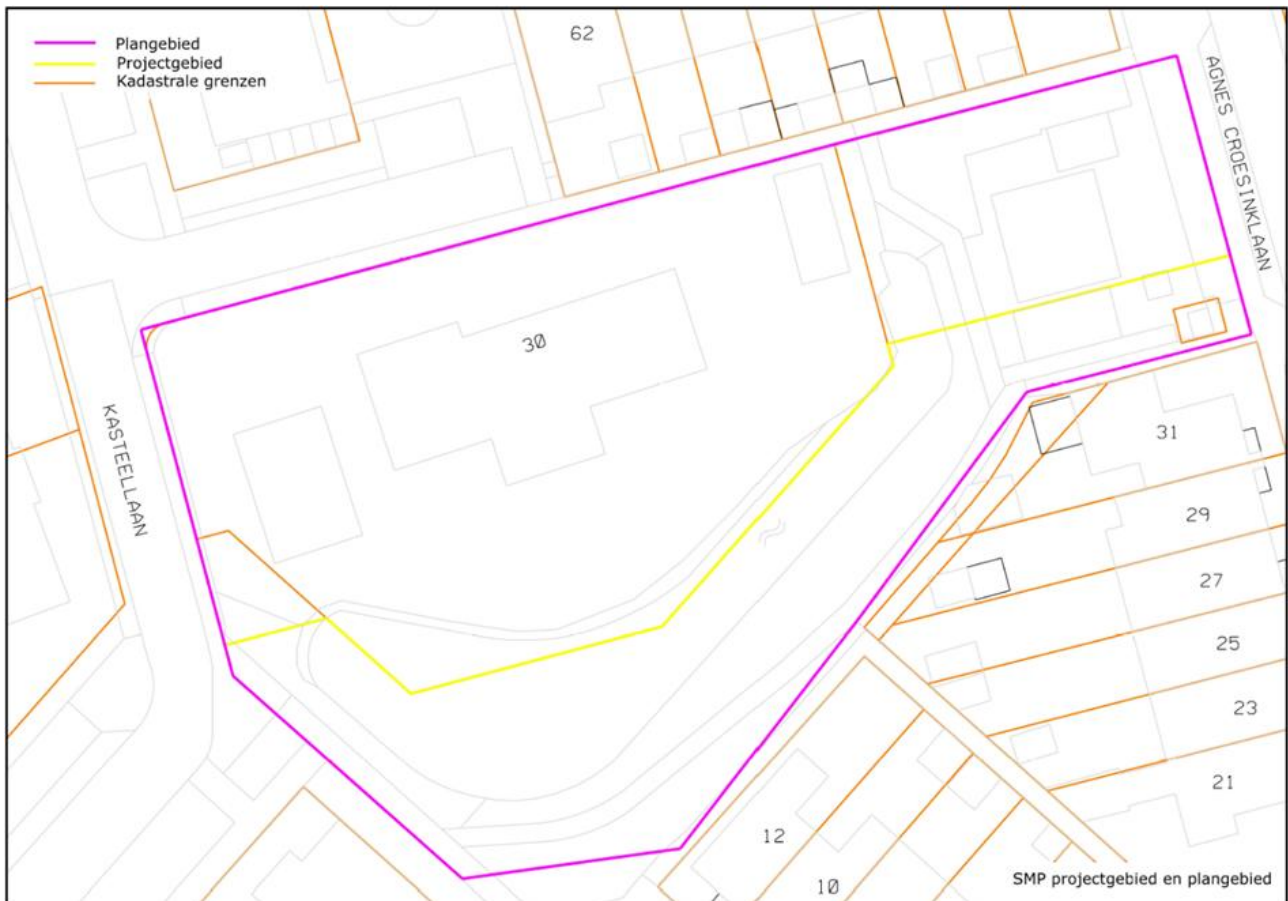 Plangebied
Projectgebied
Kadastrale grenzen
62
AGNES CROESINKLAAN
30
KASTEELLAAN
31
29
27
25
23
21
12
10
SMP projectgebied en plangebied